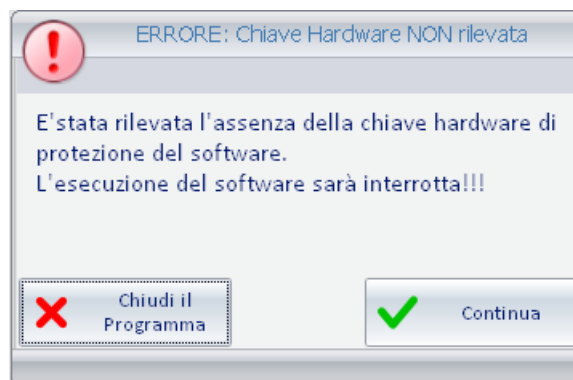 ERRORE: Chiave Hardware NON rilevata
E'stata rilevata l'assenza della chiave hardware di
protezione del software.
L'esecuzione del software sarà interrotta!!!
Chiudi il
Programma
Continua